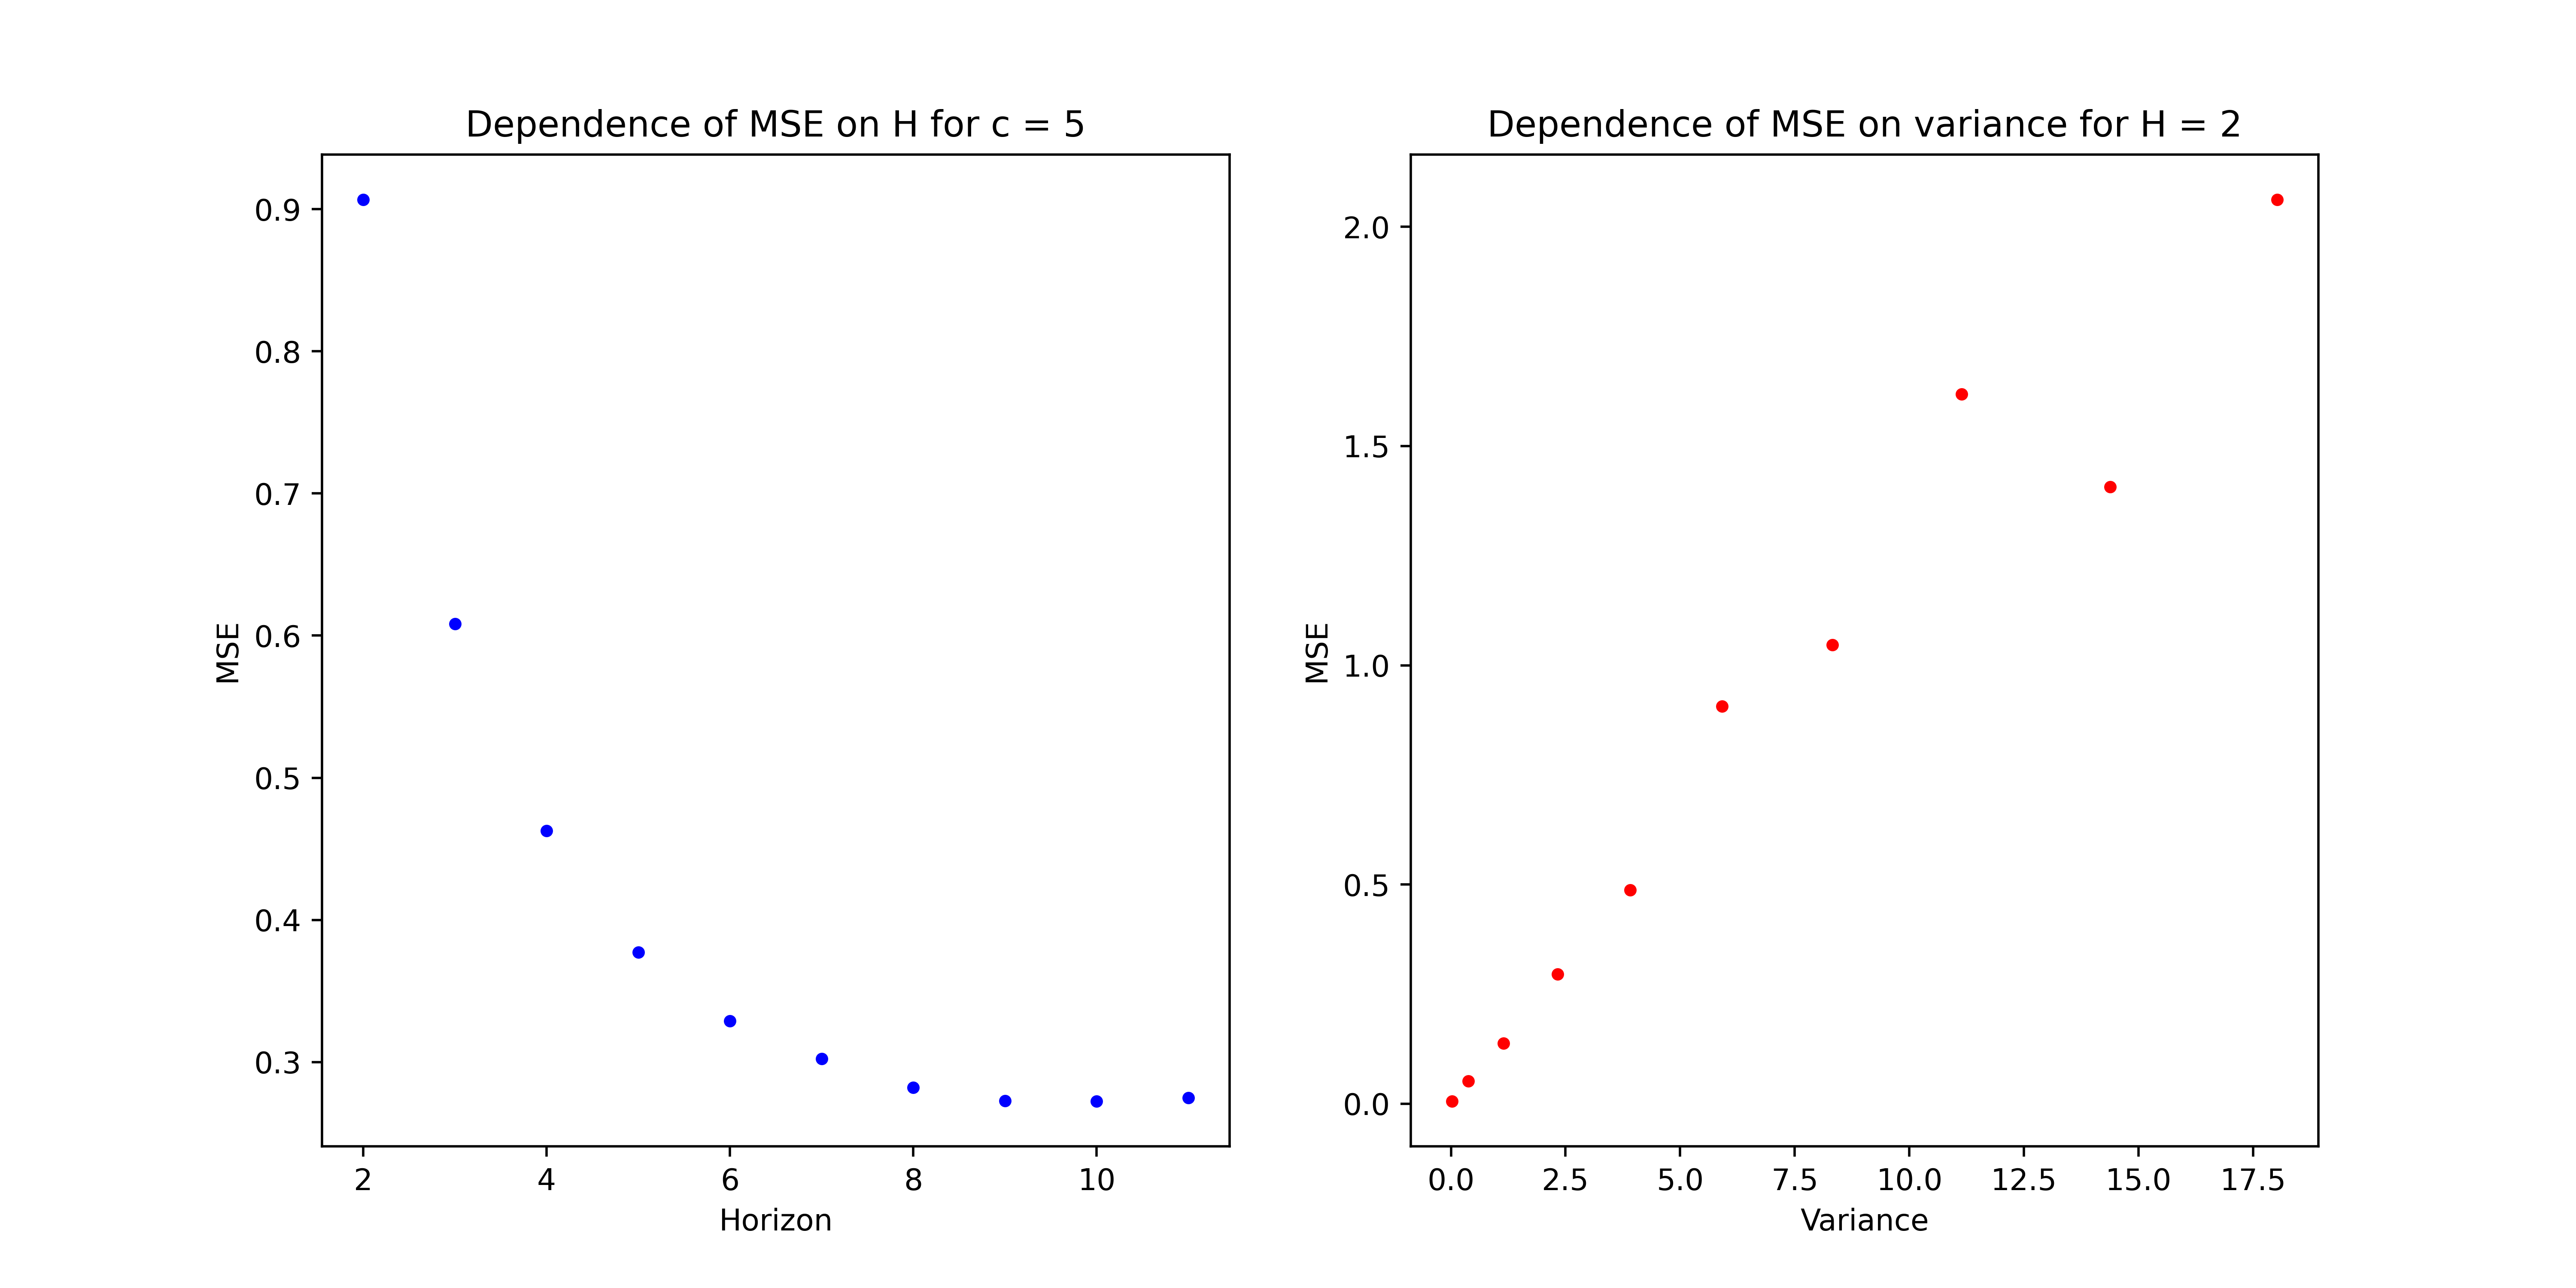 Dependence of MSE on H for c = 5
MSE
0.9
0.8
0.7
0.6
0.5
0.4
0.3
2 4 6 8 10
Horizon
Dependence of MSE on variance for H = 2
MSE
2.0
1.5
1.0
0.5
0.0
0.0 2.5 5.0 7.5 10.0 12.5 15.0 17.5
Variance